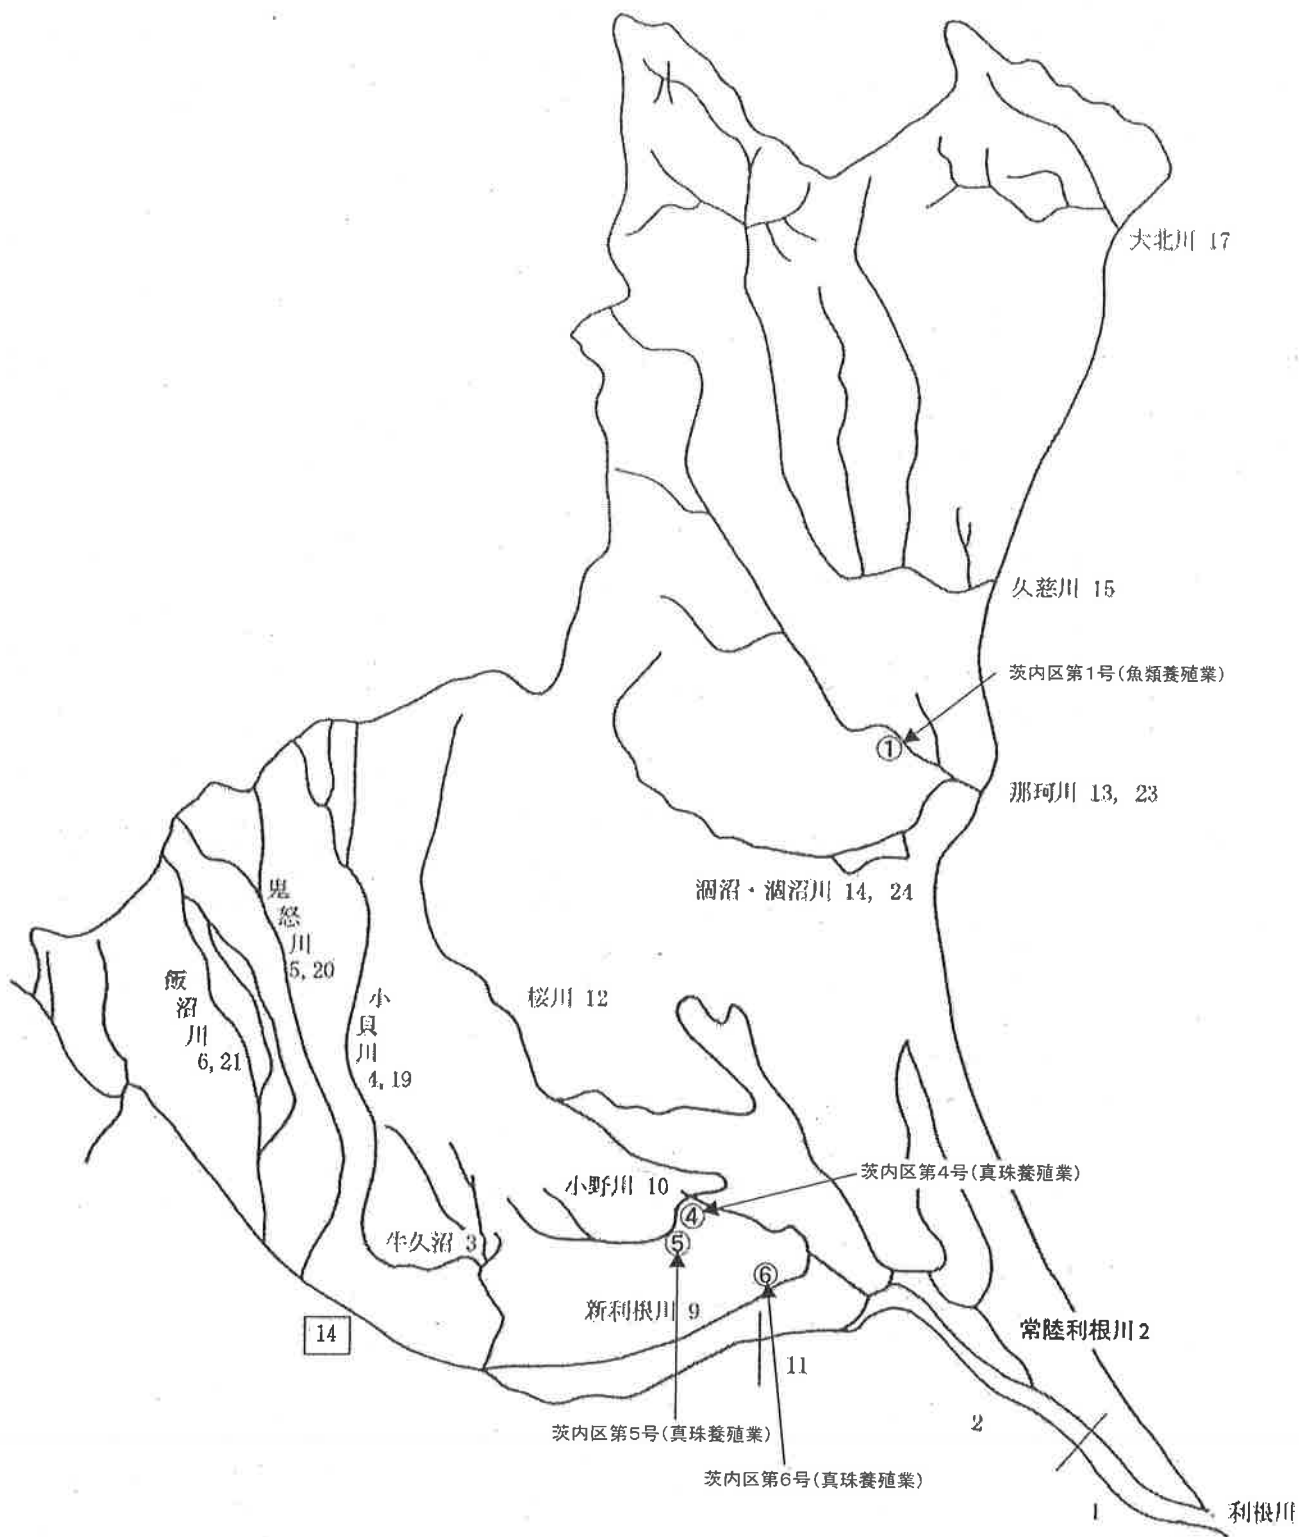 大北川 17
久慈川 15
茨内区第1号(魚類養殖業)
①
那珂川 13, 23
涸沼・涸沼川 14, 24
鬼怒川
5,20
飯沼川
6,21
小貝川
4,19
桜川 12
茨内区第4号(真珠養殖業)
小野川 10
④
牛久沼 3
⑤
⑥
新利根川 9
14
常陸利根川2
11
2
茨内区第5号(真珠養殖業)
茨内区第6号(真珠養殖業)
1
利根川